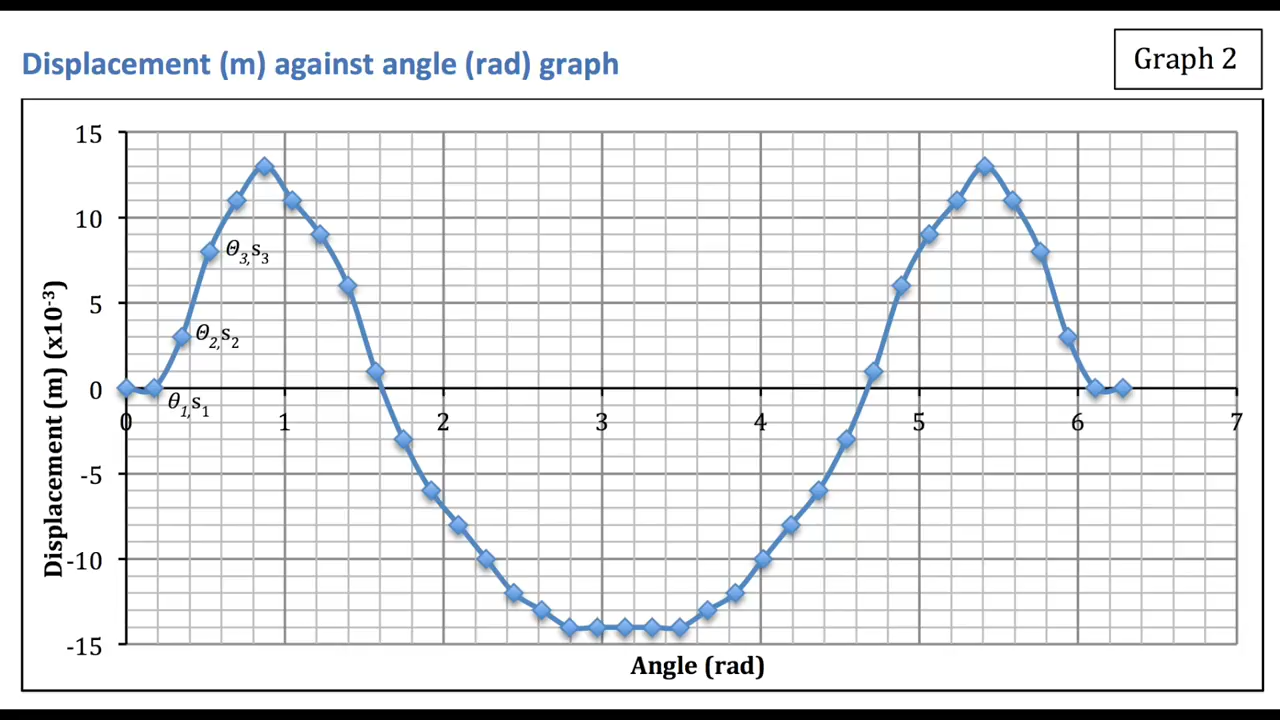 Displacement (m) against angle (rad) graph
Graph 2
Displacement (m) (x10⁻³)
15
10
5
0
-5
-10
-15
θ₃,s₃
θ₂,s₂
θ₁,s₁
0 1 2 3 4 5 6 7
Angle (rad)